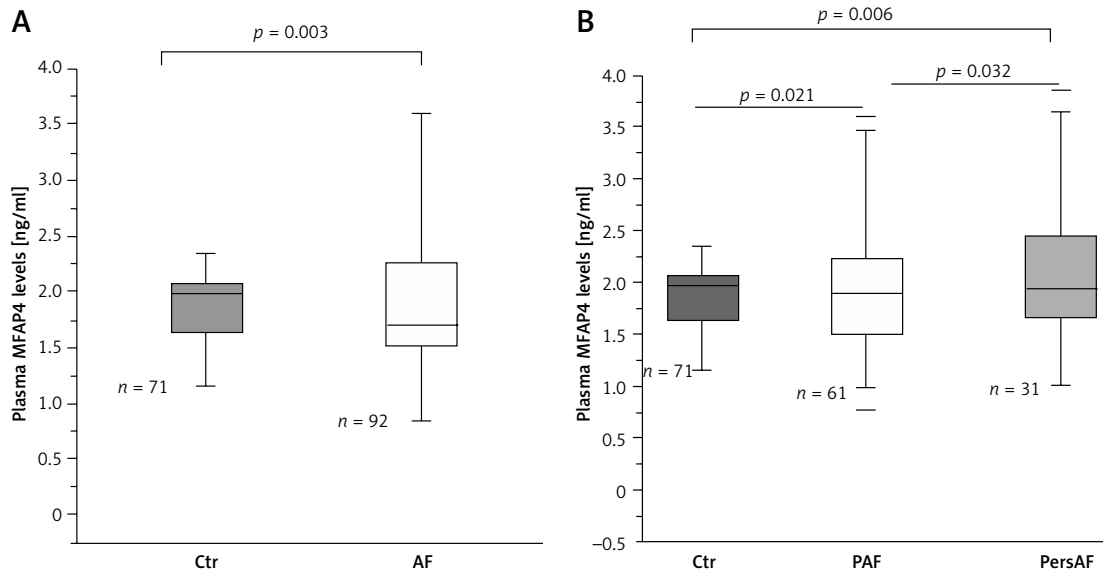 A
p = 0.003
Plasma MFAP4 levels [ng/ml]
4.0
3.5
3.0
2.5
2.0
1.5
1.0
0.5
0
n = 71
n = 92
Ctr
AF
B
p = 0.006
p = 0.021
p = 0.032
Plasma MFAP4 levels [ng/ml]
4.0
3.5
3.0
2.5
2.0
1.5
1.0
0.5
0
–0.5
n = 71
n = 61
n = 31
Ctr
PAF
PersAF